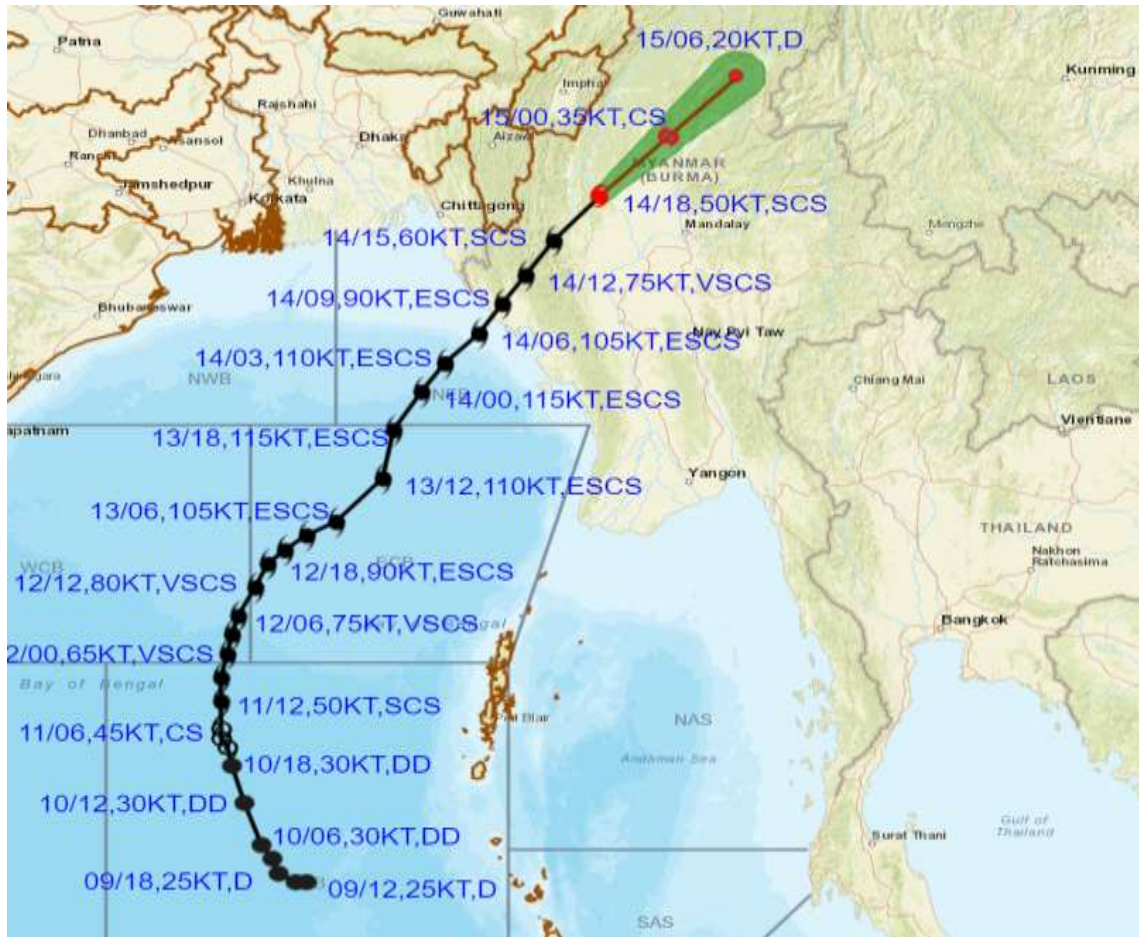 Guwahati
15/06,20KT,D
Patna
Kunming
Imphal
Rajshahi
15/00,35KT,CS
Dhanbad
Asansol
Dhaka
Aizawl
MYANMAR
(BURMA)
Jamshedpur
Khulna
Kolkata
Chittagong
14/18,50KT,SCS
Mandalay
Mengzhe
14/15,60KT,SCS
14/12,75KT,VSCS
14/09,90KT,ESCS
Bhubaneswar
Nay Pyi Taw
14/06,105KT,ESCS
14/03,110KT,ESCS
NWB
Chiang Mai
LAOS
14/00,115KT,ESCS
Vientiane
apatnam
13/18,115KT,ESCS
Yangon
13/12,110KT,ESCS
13/06,105KT,ESCS
THAILAND
Nakhon
Ratchasima
WCB
ECB
12/18,90KT,ESCS
12/12,80KT,VSCS
12/06,75KT,VSCS
Bangkok
2/00,65KT,VSCS
Bay of Bengal
11/12,50KT,SCS
Port Blair
NAS
11/06,45KT,CS
Andaman Sea
10/18,30KT,DD
10/12,30KT,DD
Gulf of
Thailand
10/06,30KT,DD
Surat Thani
09/18,25KT,D
09/12,25KT,D
SAS